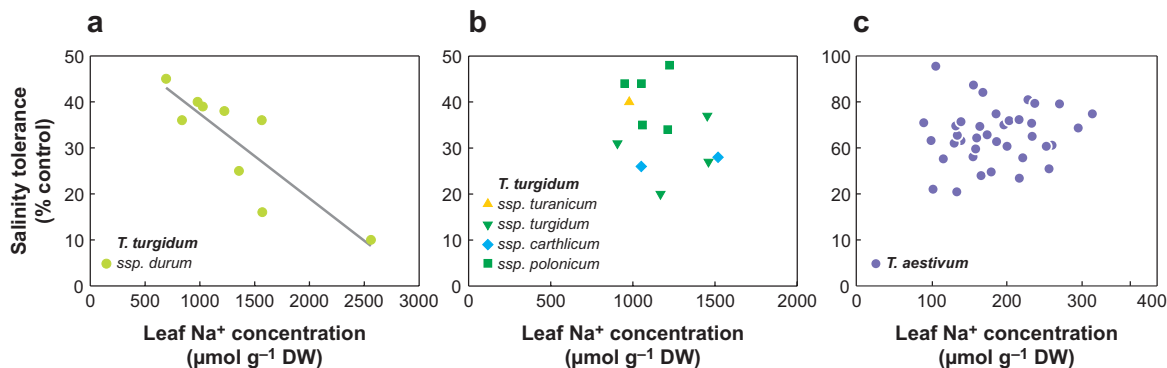 a
Salinity tolerance
(% control)
50
40
30
20
10
0
T. turgidum
ssp. durum
0
500
1000
1500
2000
2500
3000
Leaf Na⁺ concentration
(µmol g⁻¹ DW)
b
50
40
30
20
10
0
T. turgidum
ssp. turanicum
ssp. turgidum
ssp. carthlicum
ssp. polonicum
0
500
1000
1500
2000
Leaf Na⁺ concentration
(µmol g⁻¹ DW)
c
100
80
60
20
20
0
T. aestivum
100
200
300
400
Leaf Na⁺ concentration
(µmol g⁻¹ DW)